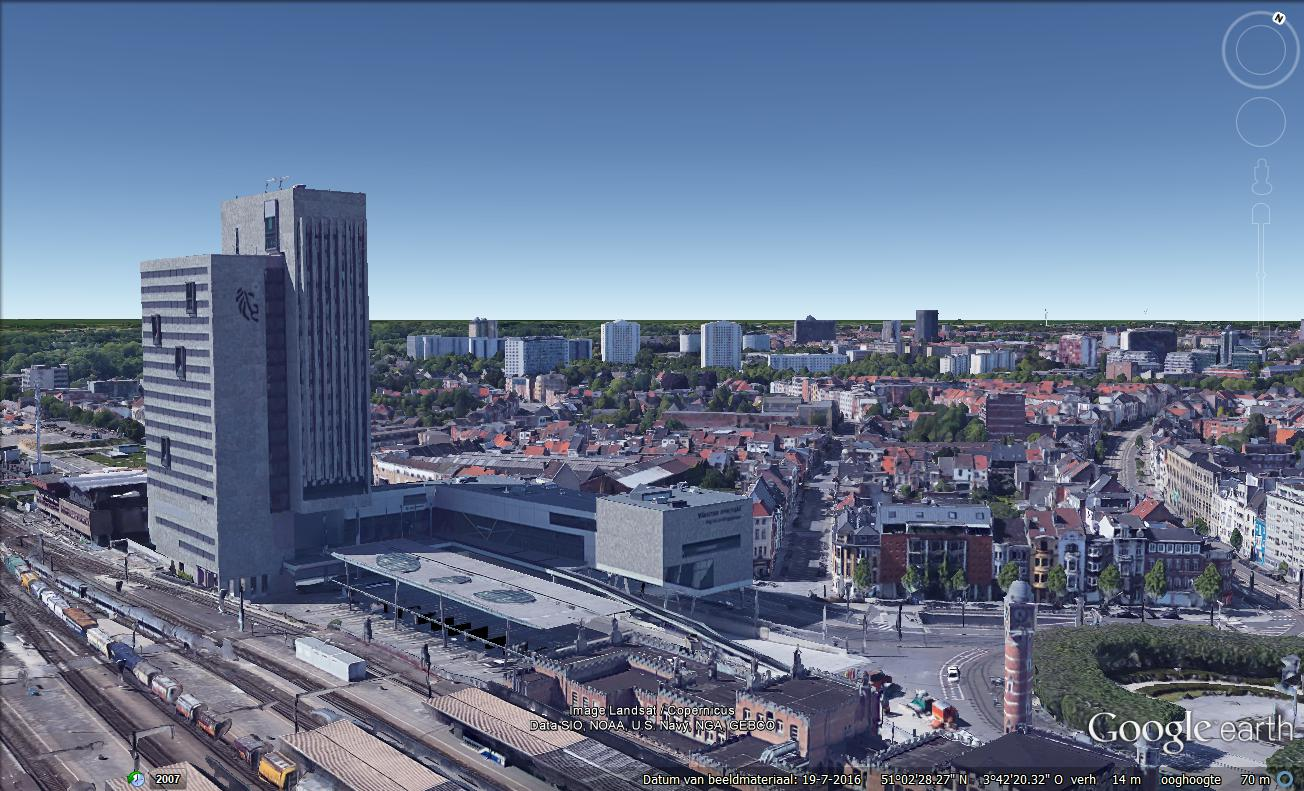 N
Image Landsat / Copernicus
Data SIO, NOAA, U.S. Navy, NGA, GEBCO
Google earth
2007
Datum van beeldmateriaal: 19-7-2016 51°02'28.27" N 3°42'20.32" O verh 14 m ooghoogte 70 m